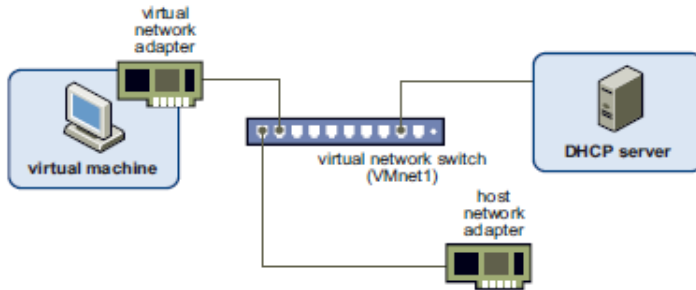 virtual
network
adapter
virtual machine
virtual network switch
(VMnet1)
DHCP server
host
network
adapter